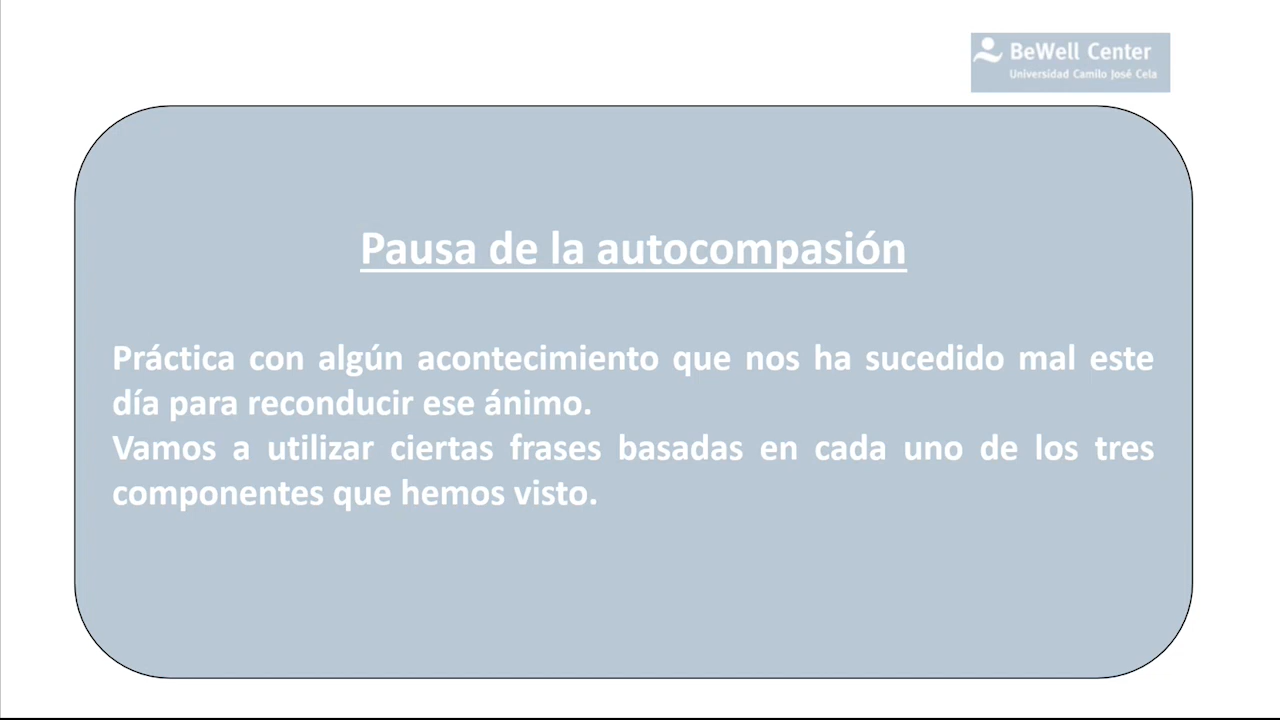 BeWell Center
Universidad Camilo José Cela
Pausa de la autocompasión
Práctica con algún acontecimiento que nos ha sucedido mal este
día para reconducir ese ánimo.
Vamos a utilizar ciertas frases basadas en cada uno de los tres
componentes que hemos visto.